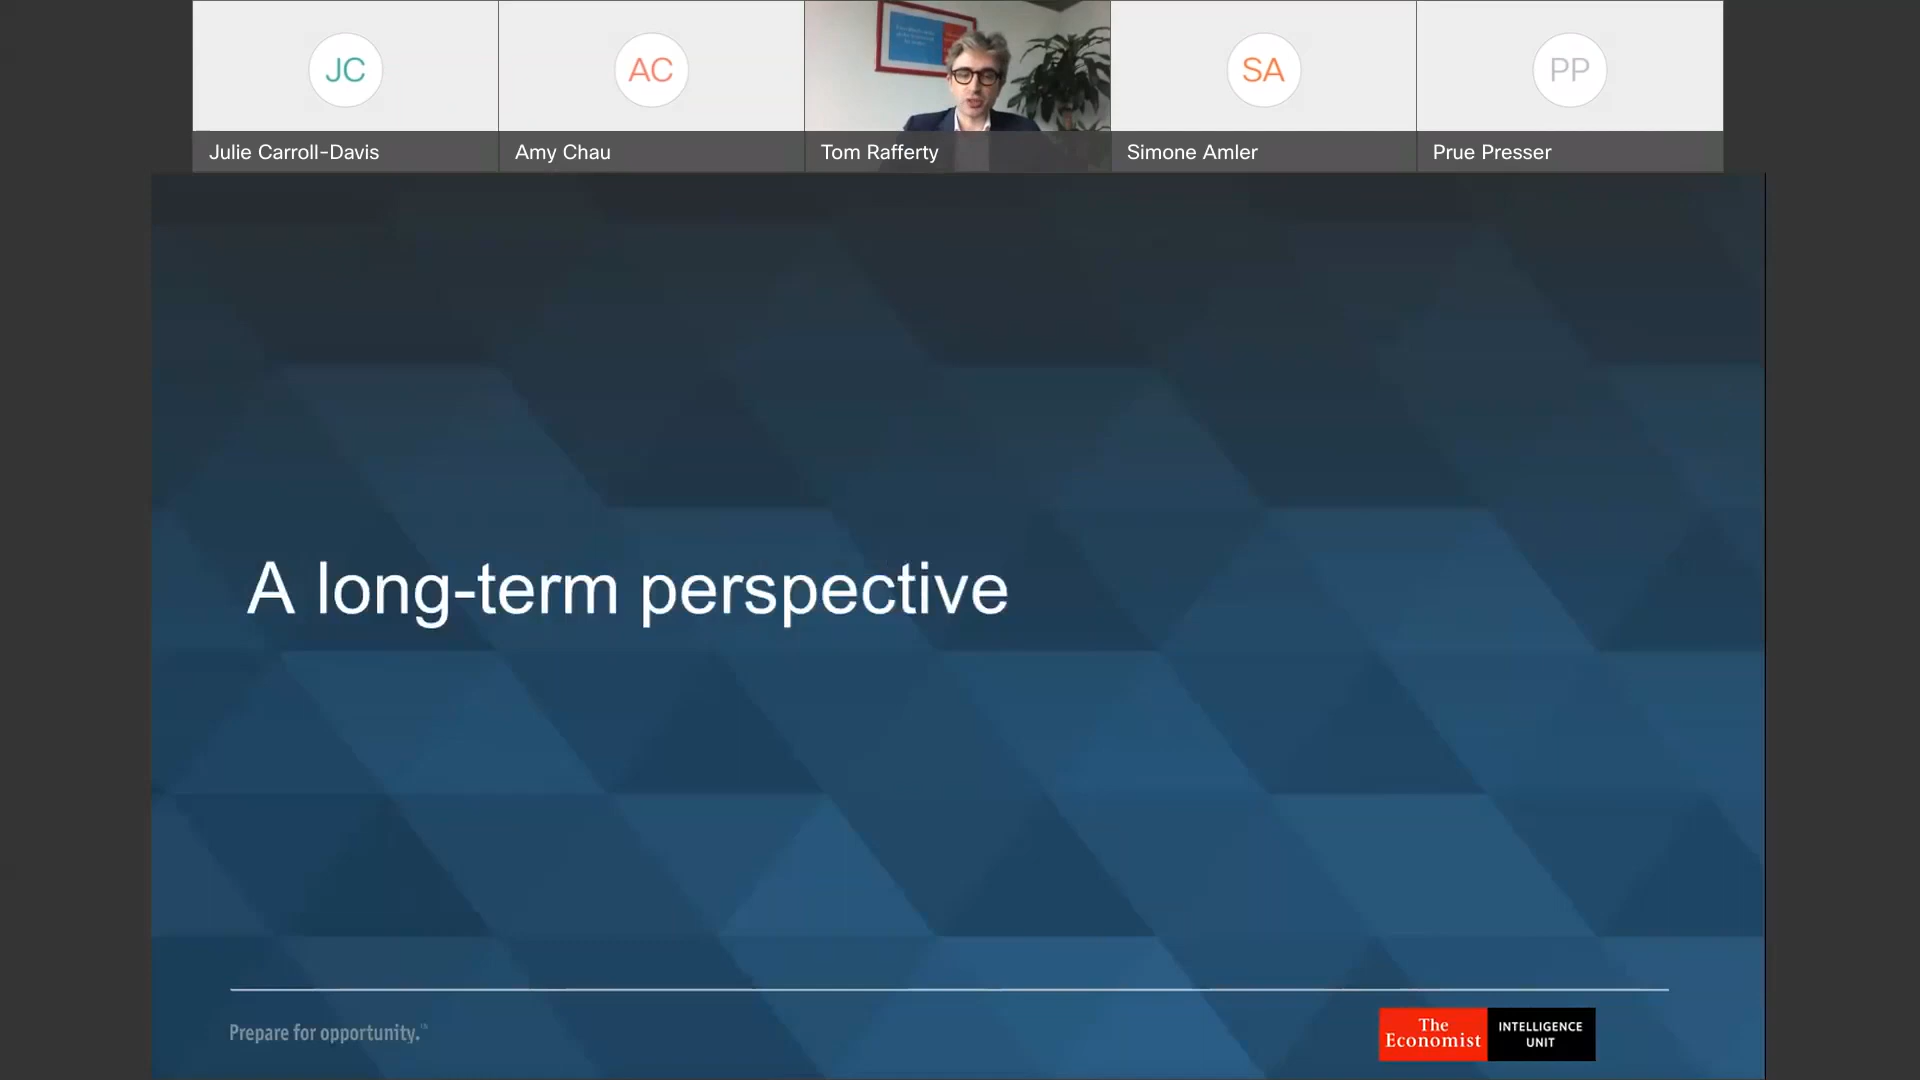 JC
AC
SA
PP
Julie Carroll-Davis
Amy Chau
Tom Rafferty
Simone Amler
Prue Presser
A long-term perspective
Prepare for opportunity.
The
Economist
INTELLIGENCE
UNIT